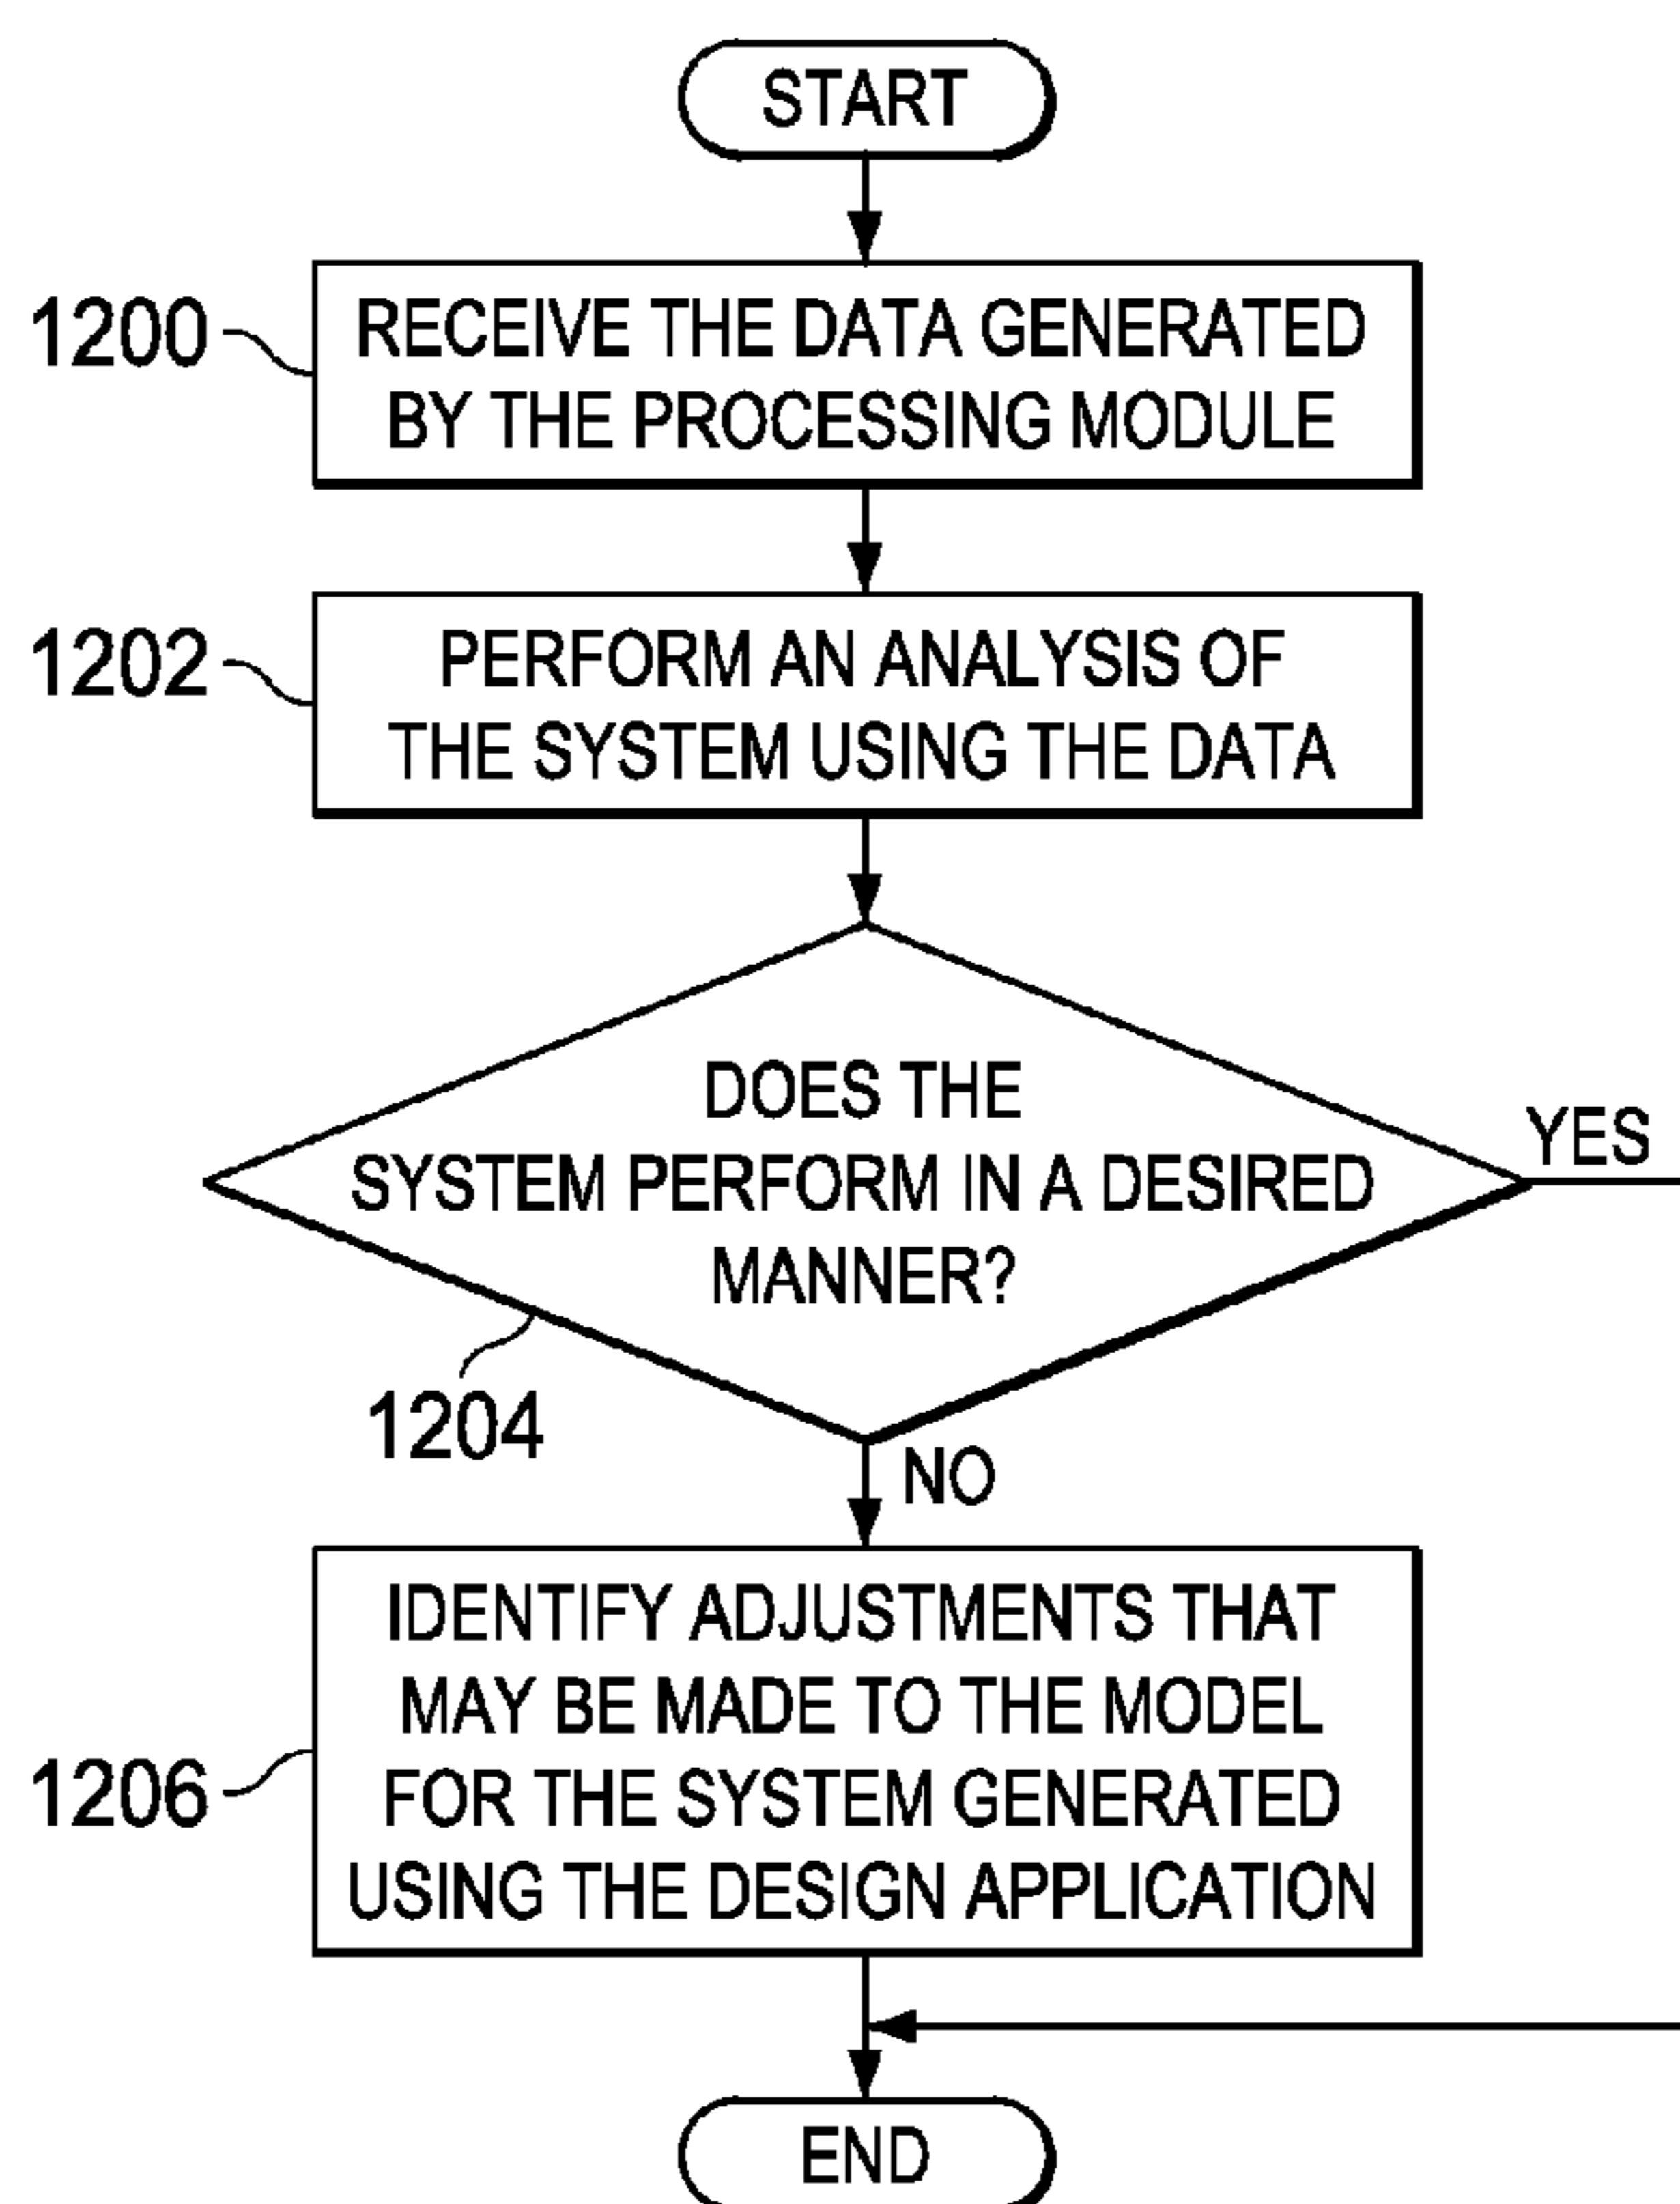 START
1200
RECEIVE THE DATA GENERATED
BY THE PROCESSING MODULE
1202
PERFORM AN ANALYSIS OF
THE SYSTEM USING THE DATA
DOES THE
SYSTEM PERFORM IN A DESIRED
MANNER?
YES
1204
NO
1206
IDENTIFY ADJUSTMENTS THAT
MAY BE MADE TO THE MODEL
FOR THE SYSTEM GENERATED
USING THE DESIGN APPLICATION
END